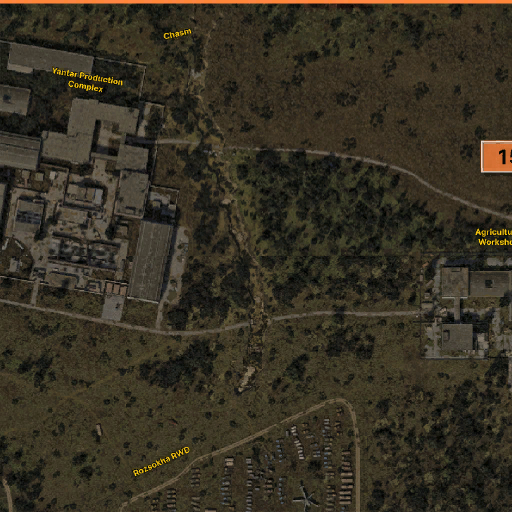 Chasm
Yantar Production
Complex
15
Agricultu
Worksho
Rozsokha RWD